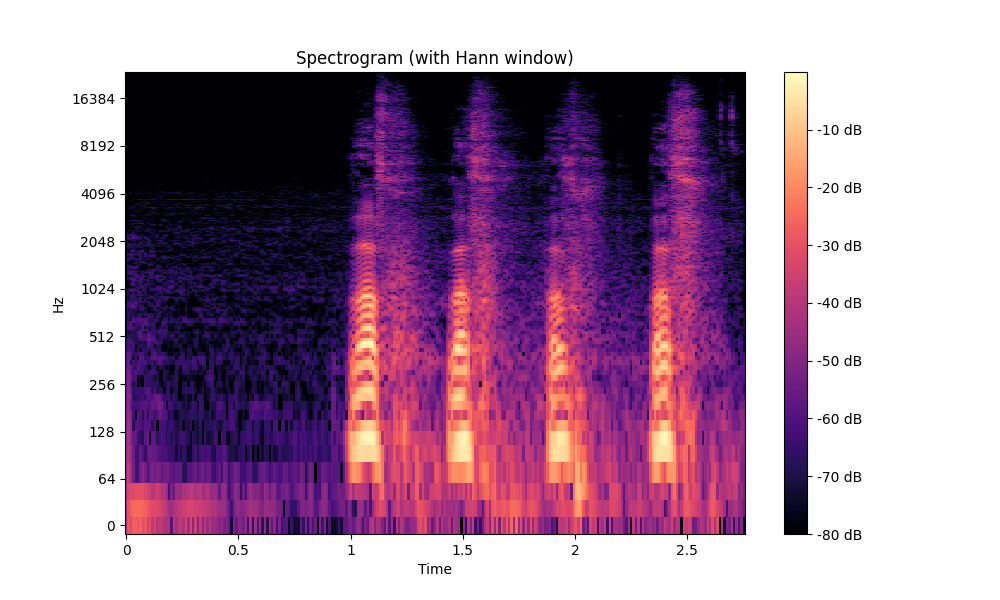 Spectrogram (with Hann window)
16384
8192
4096
2048
1024
512
256
128
64
0
Hz
0
0.5
1
1.5
2
2.5
Time
-10 dB
-20 dB
-30 dB
-40 dB
-50 dB
-60 dB
-70 dB
-80 dB